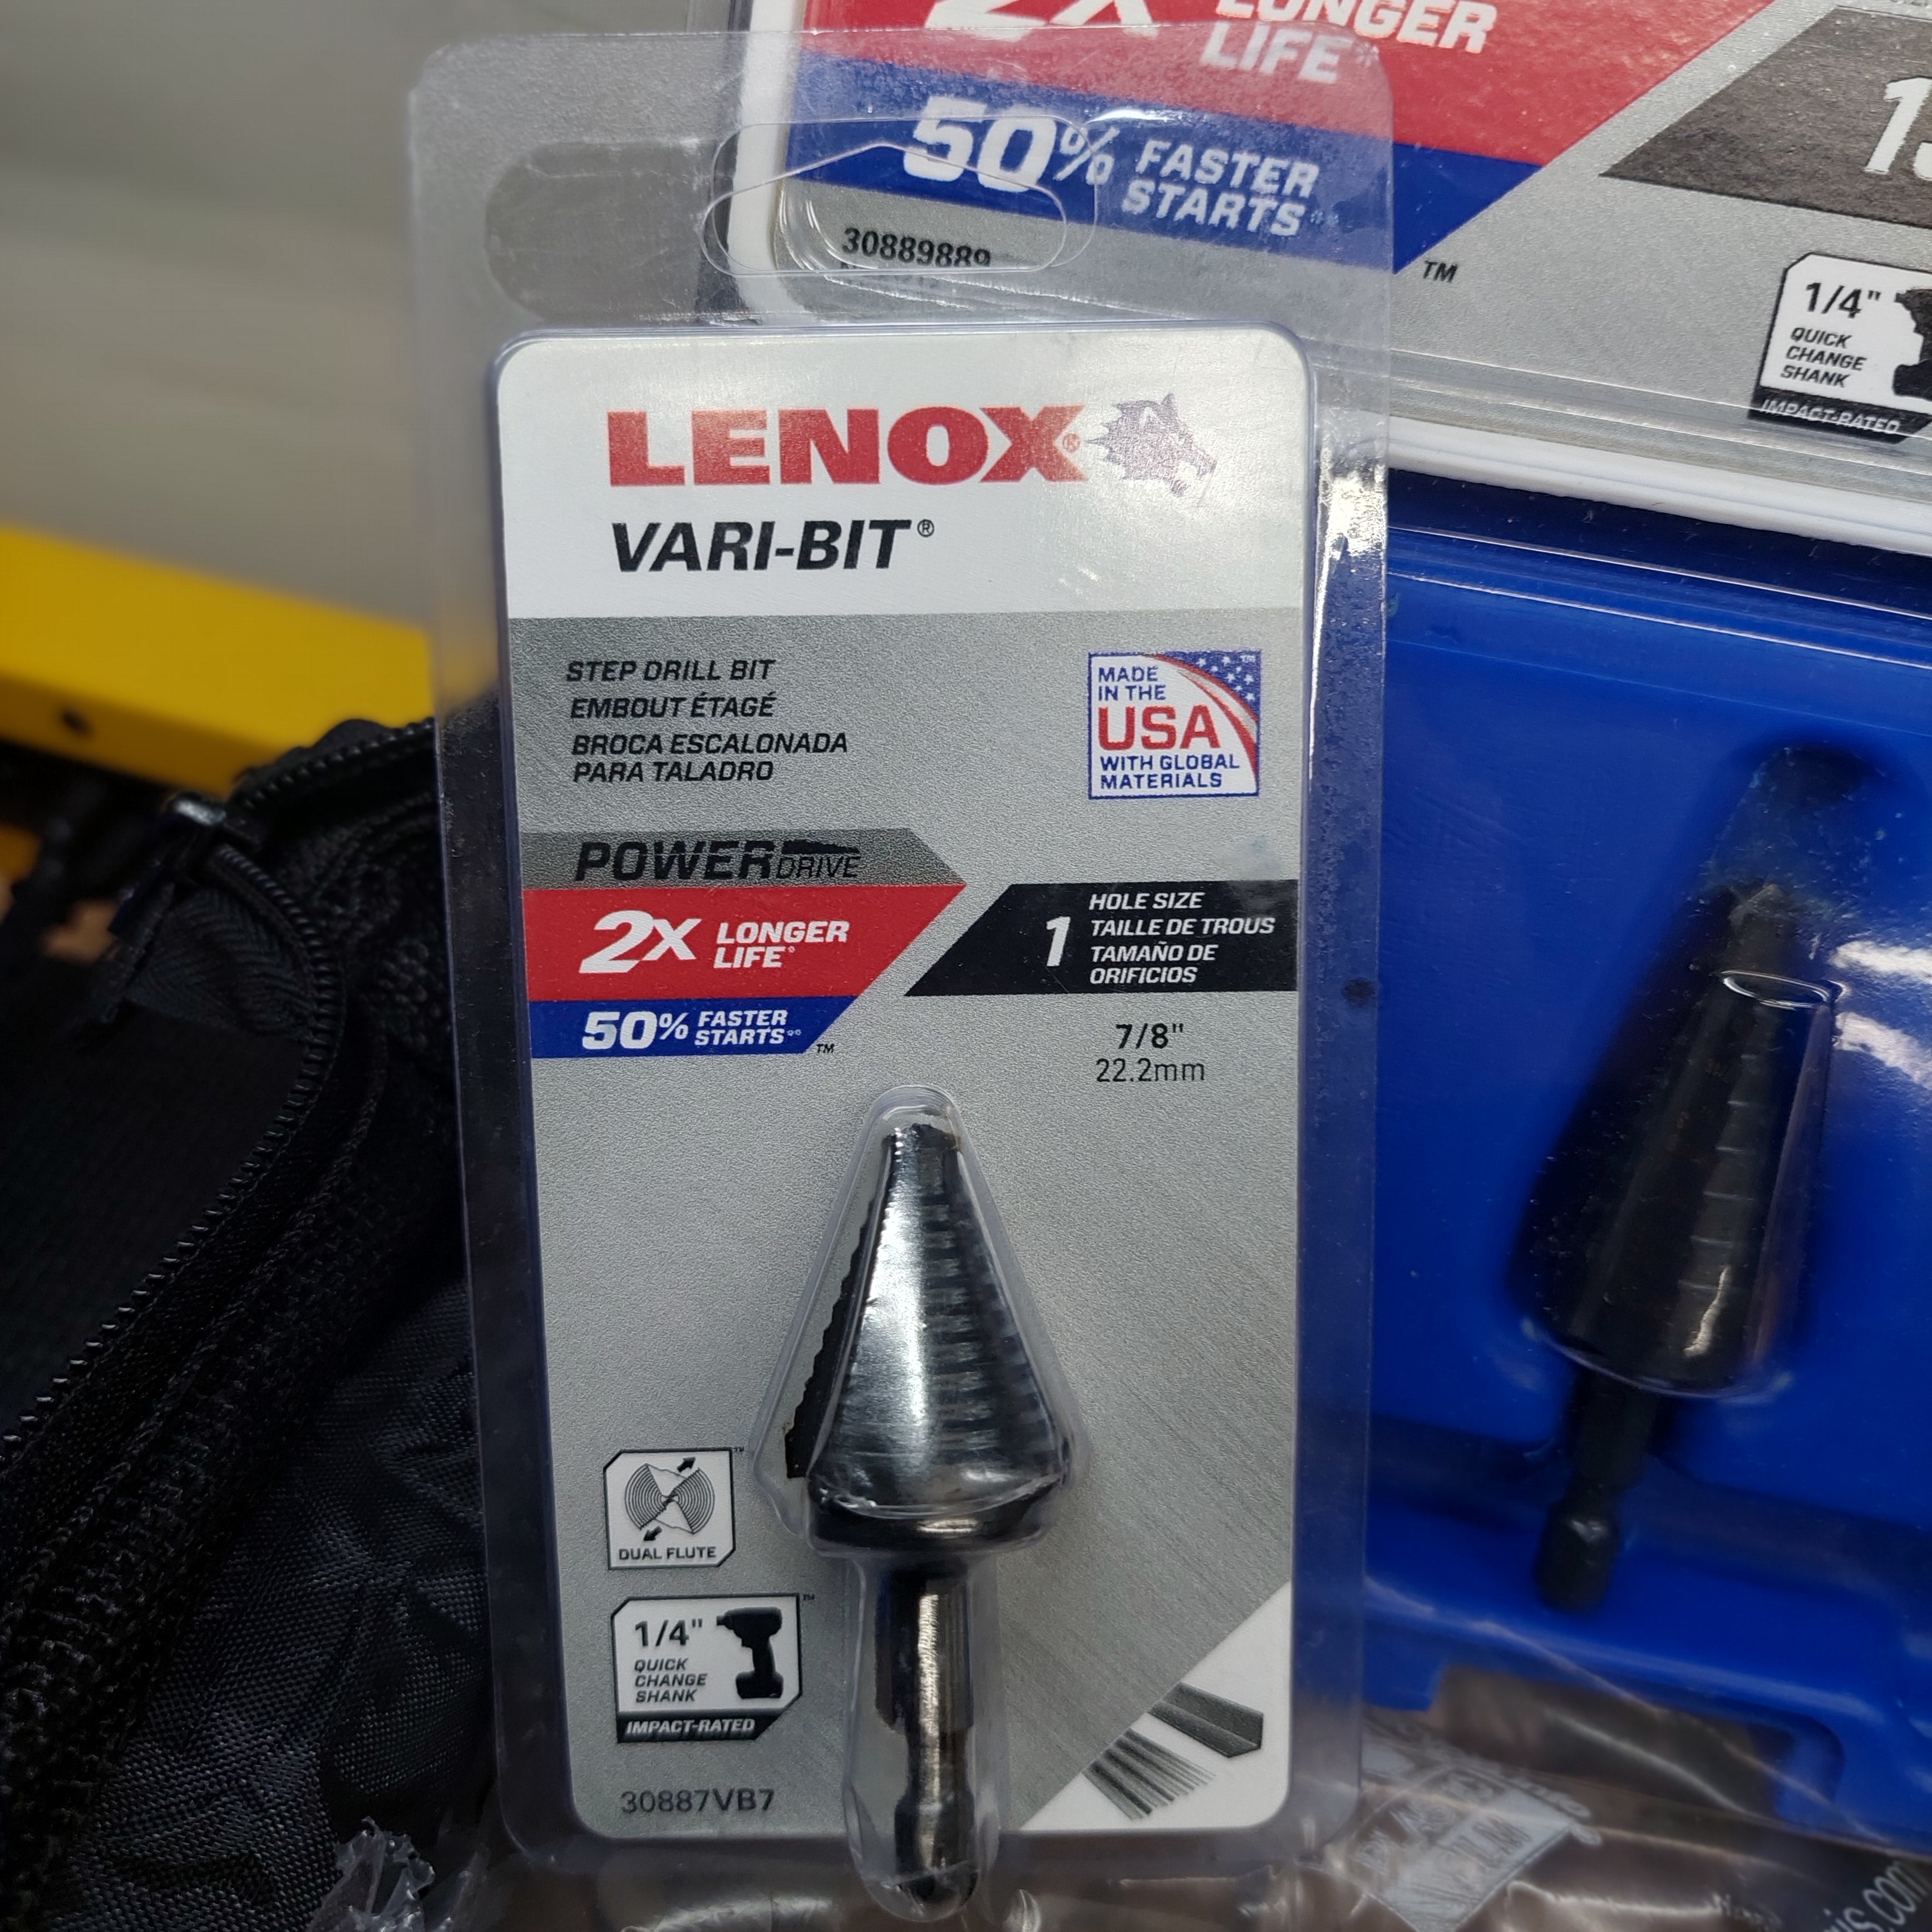 LONGER
LIFE*
50% FASTER
STARTS**
™
30889889
1/4"
QUICK
CHANGE
SHANK
IMPACT-RATED
LENOX®
VARI-BIT®
STEP DRILL BIT
EMBOUT ÉTAGÉ
BROCA ESCALONADA
PARA TALADRO
MADE
IN THE
USA
WITH GLOBAL
MATERIALS
™
POWERDRIVE
2X LONGER
LIFE*
50% FASTER
STARTS**
™
1 HOLE SIZE
TAILLE DE TROUS
TAMAÑO DE
ORIFICIOS
7/8"
22.2mm
DUAL FLUTE
™
1/4"
QUICK
CHANGE
SHANK
IMPACT-RATED
™
30887VB7